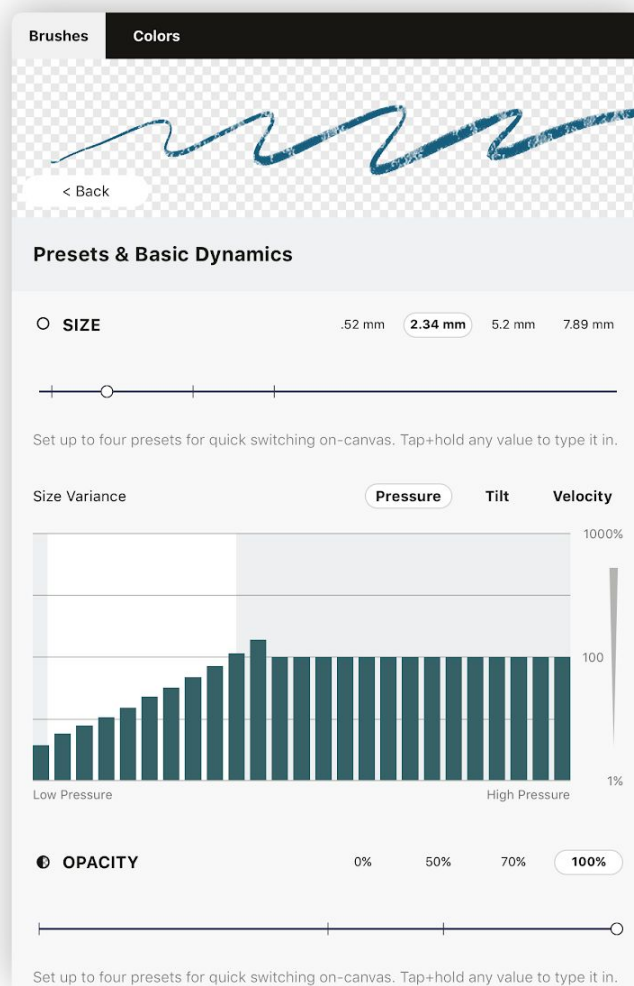 Brushes Colors
< Back
Presets & Basic Dynamics
SIZE .52 mm 2.34 mm 5.2 mm 7.89 mm
Set up to four presets for quick switching on-canvas. Tap+hold any value to type it in.
Size Variance Pressure Tilt Velocity
1000%
100
1%
Low Pressure High Pressure
OPACITY 0% 50% 70% 100%
Set up to four presets for quick switching on-canvas. Tap+hold any value to type it in.